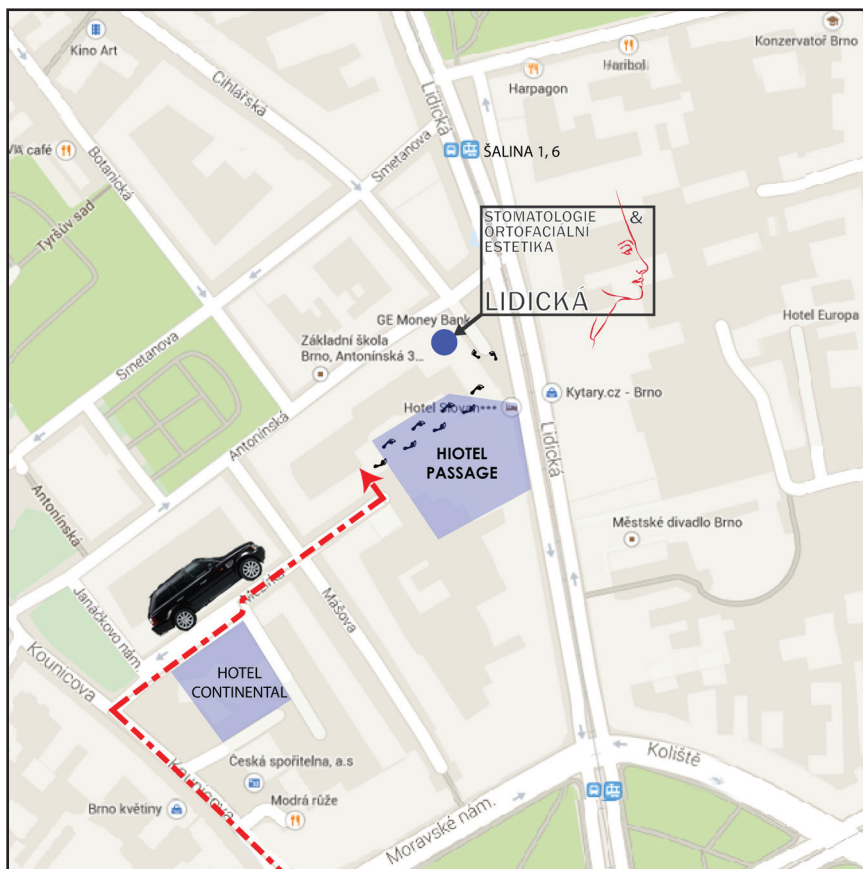 Kino Art
Cihlářská
Lidická
Harpagon
Haribol
Konzervatoř Brno
café
Botanická
Smetanova
ŠALINA 1, 6
Tyršův sad
STOMATOLOGIE &
ORTOFACIÁLNÍ
ESTETIKA
LIDICKÁ
GE Money Bank
Hotel Europa
Základní škola
Brno, Antonínská 3...
Smetanova
Hotel Slovan***
Kytary.cz - Brno
Antonínská
Lidická
HIOTEL
PASSAGE
Antonínská
Městské divadlo Brno
Mašova
Janáčkovo nám.
Kounicova
HOTEL
CONTINENTAL
Kounicova
Česká spořitelna, a.s
Koliště
Brno květiny
Modrá růže
Moravské nám.